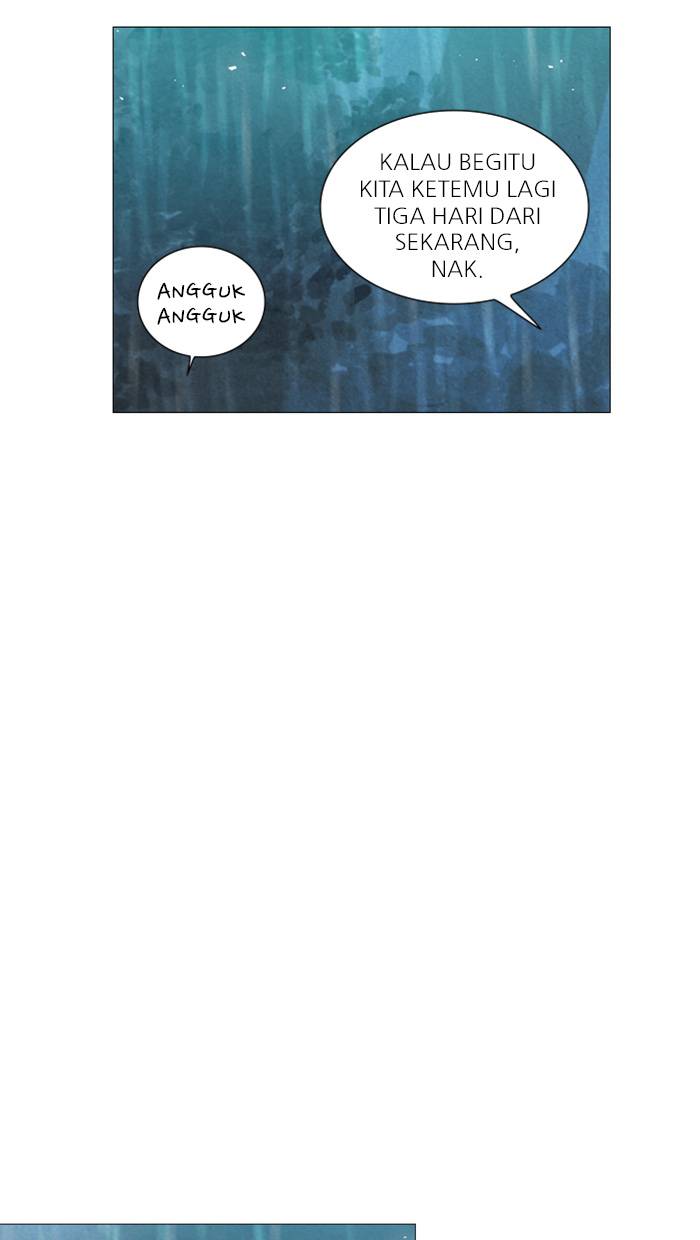 KALAU BEGITU
KITA KETEMU LAGI
TIGA HARI DARI
SEKARANG,
NAK.
ANGGUK
ANGGUK